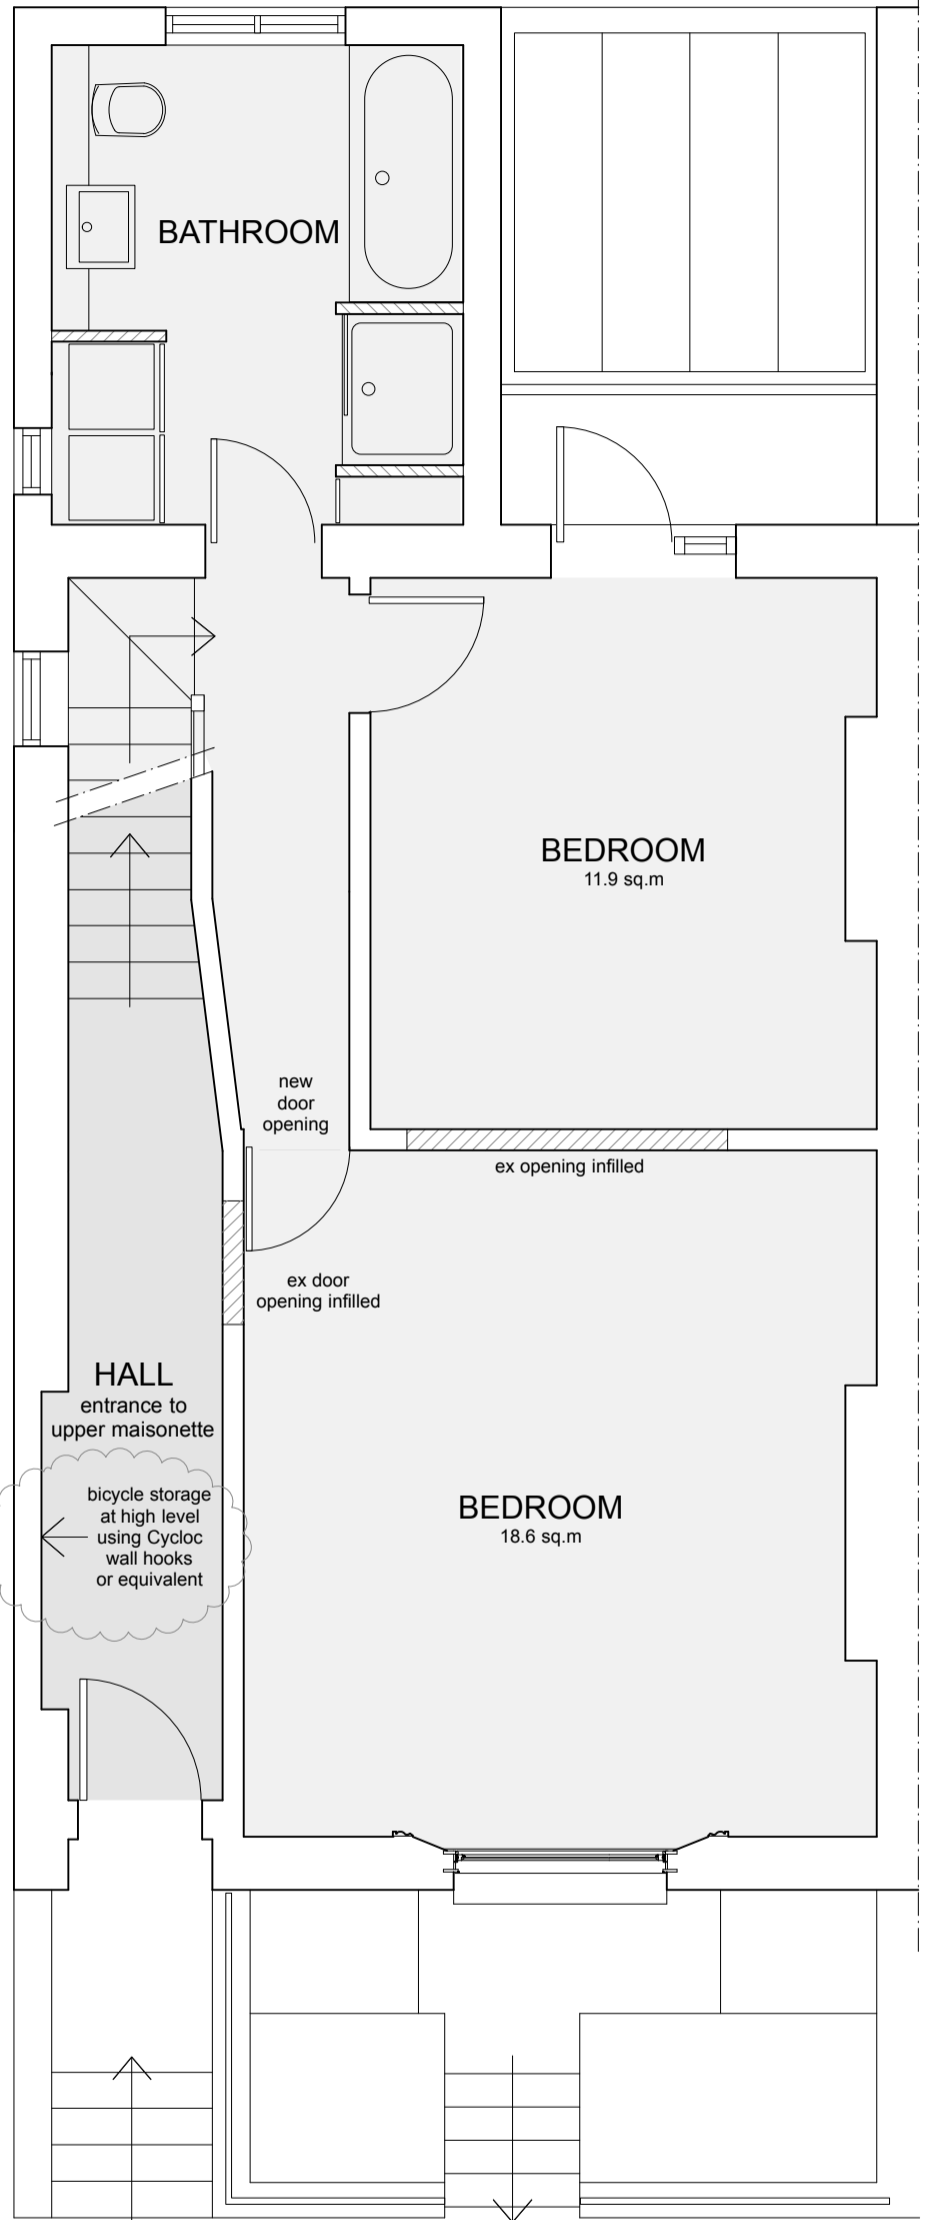 BATHROOM
BEDROOM
11.9 sq.m
new
door
opening
ex opening infilled
ex door
opening infilled
HALL
entrance to
upper maisonette
bicycle storage
at high level
using Cycloc
wall hooks
or equivalent
BEDROOM
18.6 sq.m